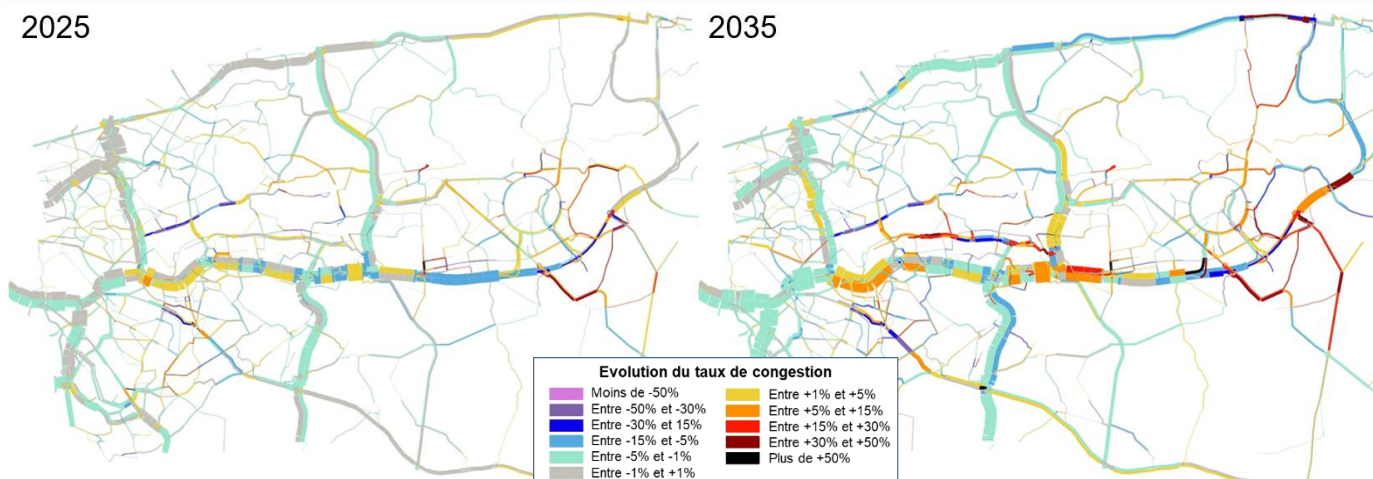 2025
2035
Evolution du taux de congestion
Moins de -50%
Entre -50% et -30%
Entre -30% et 15%
Entre -15% et -5%
Entre -5% et -1%
Entre -1% et +1%
Entre +1% et +5%
Entre +5% et +15%
Entre +15% et +30%
Entre +30% et +50%
Plus de +50%